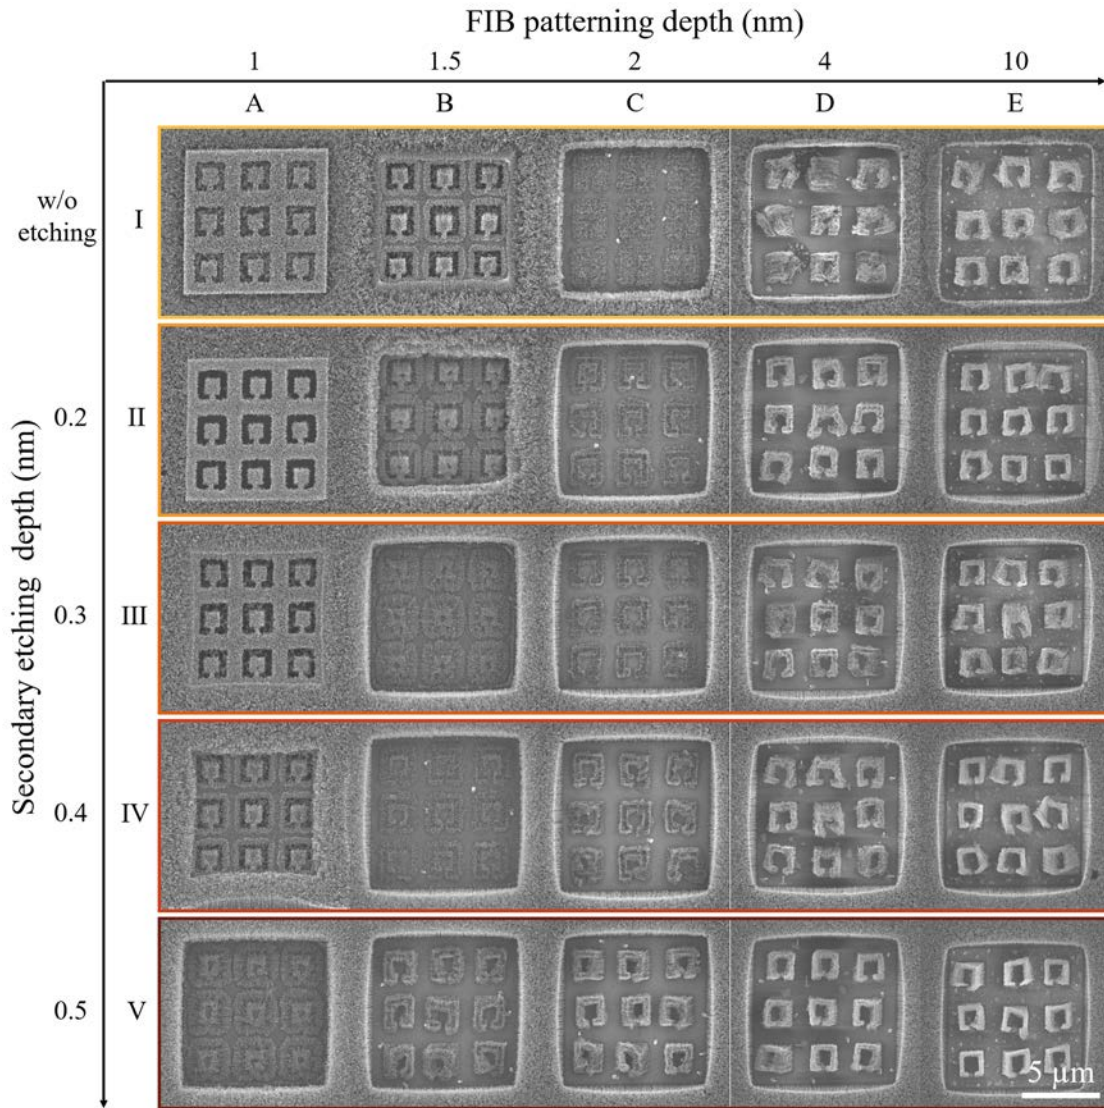 FIB patterning depth (nm)
1 1.5 2 4 10
A B C D E
w/o
etching
I
0.2 II
0.3 III
0.4 IV
0.5 V
Secondary etching depth (nm)
5 µm